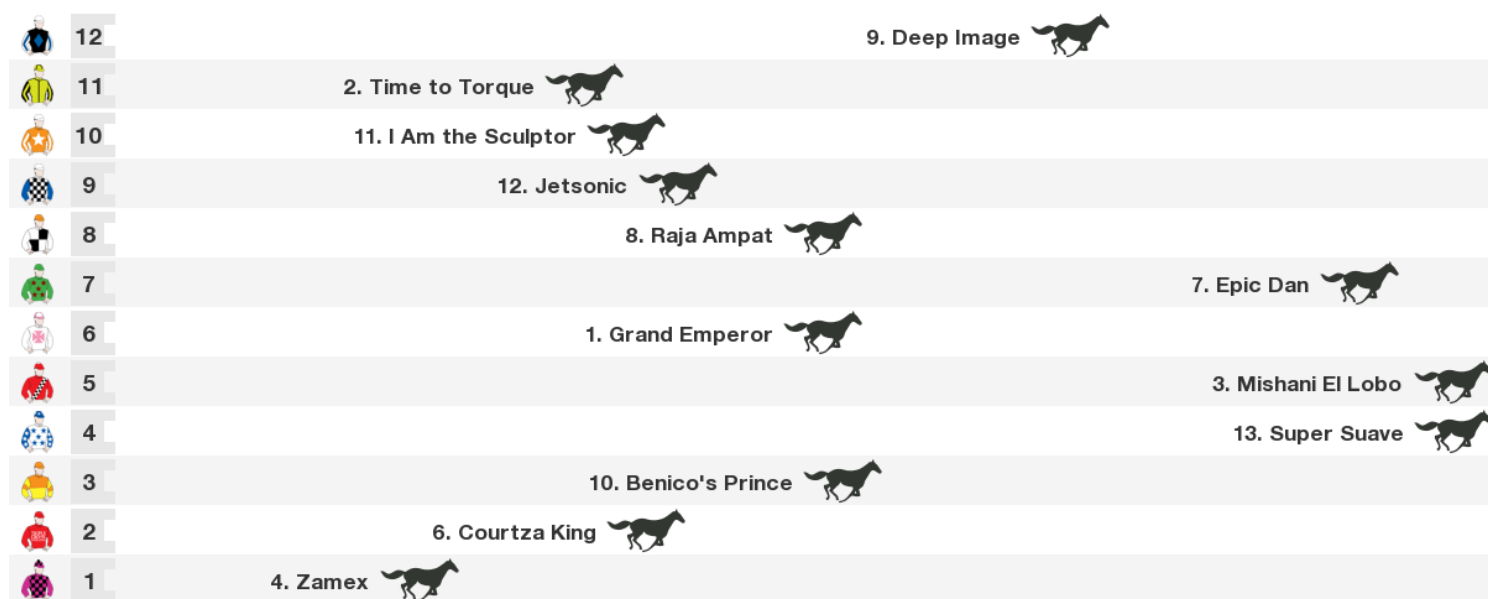 12 9. Deep Image
11 2. Time to Torque
10 11. I Am the Sculptor
9 12. Jetsonic
8 8. Raja Ampat
7 7. Epic Dan
6 1. Grand Emperor
5 3. Mishani El Lobo
4 13. Super Suave
3 10. Benico's Prince
2 6. Courtza King
1 4. Zamex